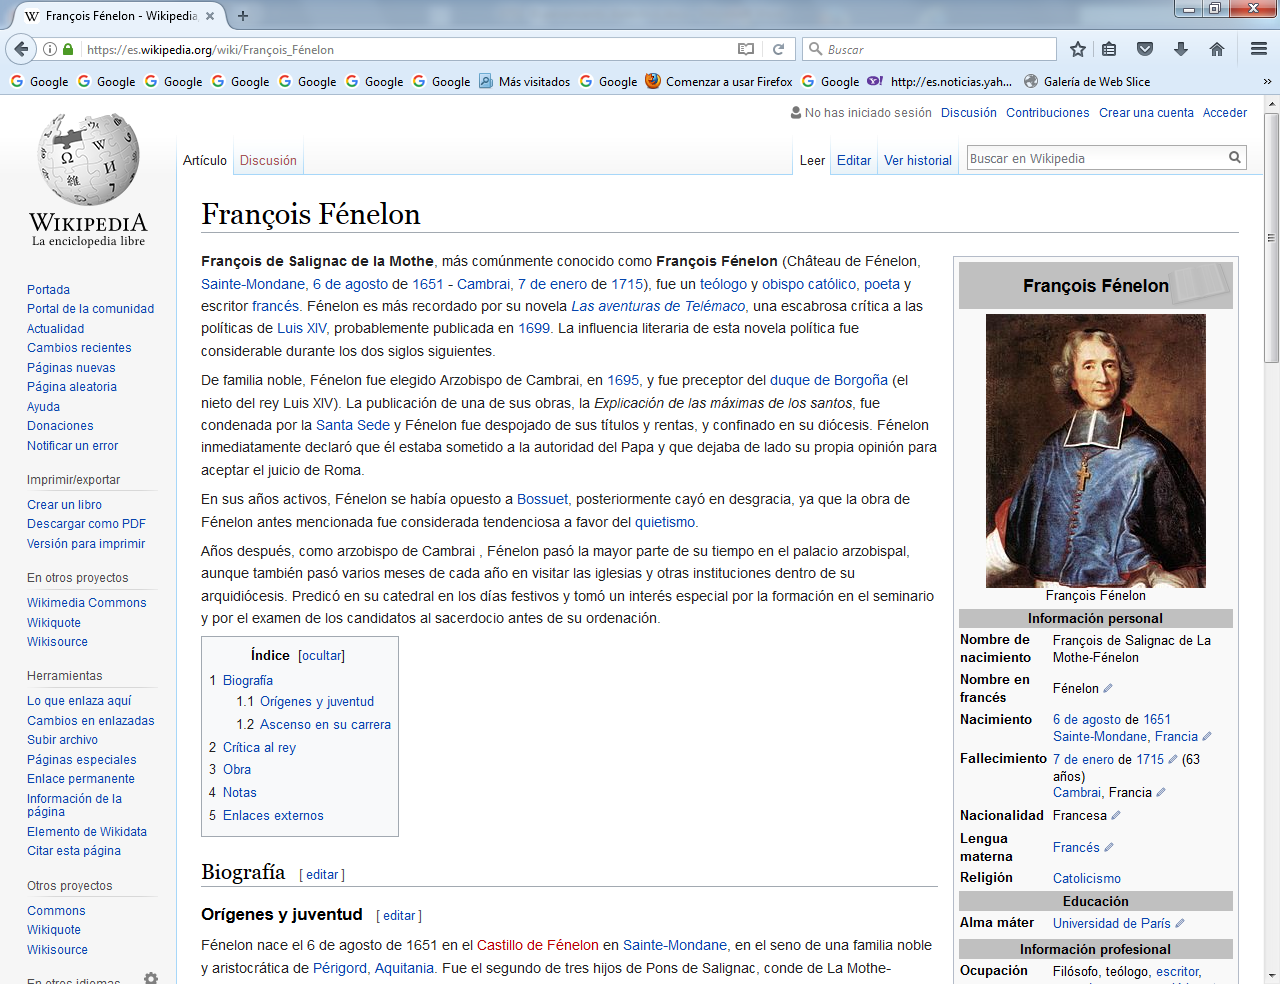 François Fénelon - Wikipedia,
https://es.wikipedia.org/wiki/François_Fénelon
Buscar
Google Google Google Google Google Google Google Más visitados Google Comenzar a usar Firefox Google http://es.noticias.yah... Galería de Web Slice »
No ha iniciado sesión Discusión Contribuciones Crear una cuenta Acceder
Artículo Discusión Leer Editar Ver historial Buscar en Wikipedia
WIKIPEDIA
La enciclopedia libre
Portada
Portal de la comunidad
Actualidad
Cambios recientes
Páginas nuevas
Página aleatoria
Ayuda
Donaciones
Notificar un error
Imprimir/exportar
Crear un libro
Descargar como PDF
Versión para imprimir
En otros proyectos
Wikimedia Commons
Wikiquote
Wikisource
Herramientas
Lo que enlaza aquí
Cambios en enlazadas
Subir archivo
Páginas especiales
Enlace permanente
Información de la
página
Elemento de Wikidata
Citar esta página
Otros proyectos
Commons
Wikiquote
Wikisource
En otros idiomas
François Fénelon
François de Salignac de la Mothe, más comúnmente conocido como François Fénelon (Château de Fénelon,
Sainte-Mondane, 6 de agosto de 1651 - Cambrai, 7 de enero de 1715), fue un teólogo y obispo católico, poeta y
escritor francés. Fénelon es más recordado por su novela Las aventuras de Telémaco, una escabrosa crítica a las
políticas de Luis XIV, probablemente publicada en 1699. La influencia literaria de esta novela política fue
considerable durante los dos siglos siguientes.
De familia noble, Fénelon fue elegido Arzobispo de Cambrai, en 1695, y fue preceptor del duque de Borgoña (el
nieto del rey Luis XIV). La publicación de una de sus obras, la Explicación de las máximas de los santos, fue
condenada por la Santa Sede y Fénelon fue despojado de sus títulos y rentas, y confinado en su diócesis. Fénelon
inmediatamente declaró que él estaba sometido a la autoridad del Papa y que dejaba de lado su propia opinión para
aceptar el juicio de Roma.
En sus años activos, Fénelon se había opuesto a Bossuet, posteriormente cayó en desgracia, ya que la obra de
Fénelon antes mencionada fue considerada tendenciosa a favor del quietismo.
Años después, como arzobispo de Cambrai , Fénelon pasó la mayor parte de su tiempo en el palacio arzobispal,
aunque también pasó varios meses de cada año en visitar las iglesias y otras instituciones dentro de su
arquidiócesis. Predicó en su catedral en los días festivos y tomó un interés especial por la formación en el seminario
y por el examen de los candidatos al sacerdocio antes de su ordenación.
Índice [ocultar]
1 Biografía
1.1 Orígenes y juventud
1.2 Ascenso en su carrera
2 Crítica al rey
3 Obra
4 Notas
5 Enlaces externos
Biografía [ editar ]
Orígenes y juventud [ editar ]
Fénelon nace el 6 de agosto de 1651 en el Castillo de Fénelon en Sainte-Mondane, en el seno de una familia noble
y aristocrática de Périgord, Aquitania. Fue el segundo de tres hijos de Pons de Salignac, conde de La Mothe-
François Fénelon
François Fénelon
Información personal
Nombre de nacimiento François de Salignac de La
Mothe-Fénelon
Nombre en francés Fénelon
Nacimiento 6 de agosto de 1651
Sainte-Mondane, Francia
Fallecimiento 7 de enero de 1715 (63
años)
Cambrai, Francia
Nacionalidad Francesa
Lengua materna Francés
Religión Catolicismo
Educación
Alma máter Universidad de París
Información profesional
Ocupación Filósofo, teólogo, escritor,